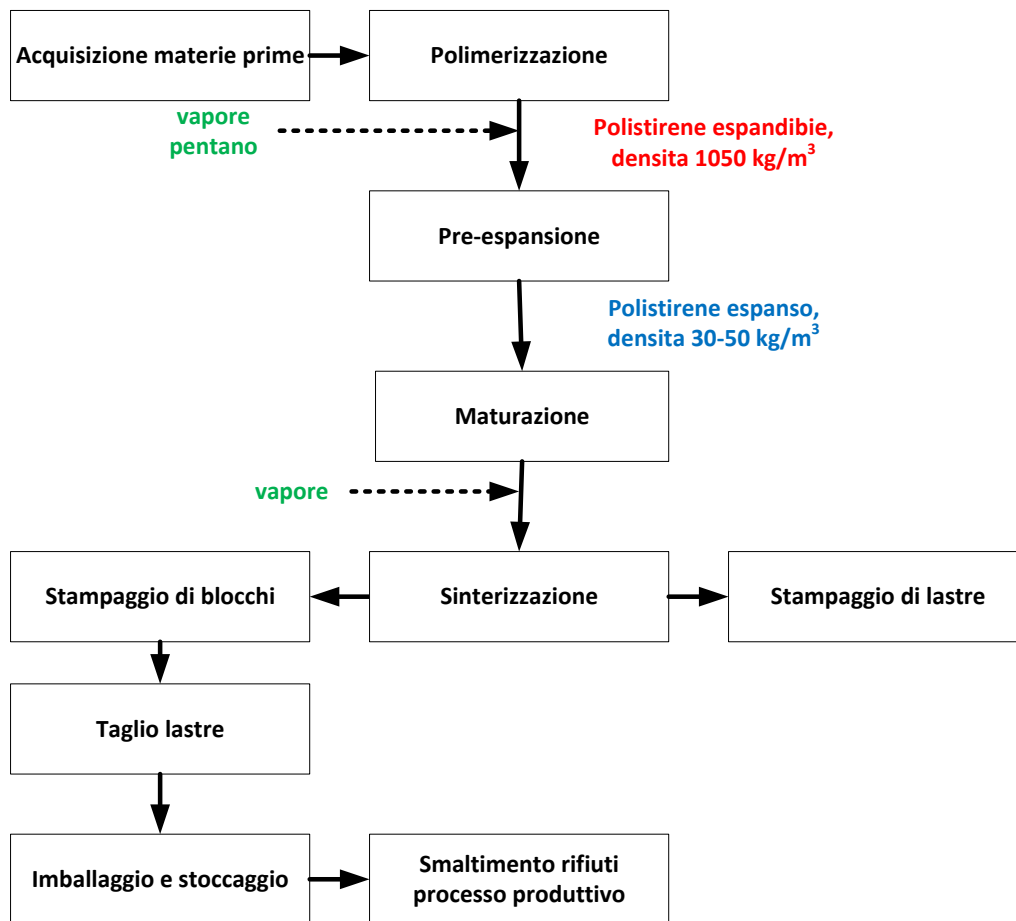 Acquisizione materie prime
Polimerizzazione
vapore
pentano
Polistirene espandibie,
densita 1050 kg/m³
Pre-espansione
Polistirene espanso,
densita 30-50 kg/m³
Maturazione
vapore
Stampaggio di blocchi
Sinterizzazione
Stampaggio di lastre
Taglio lastre
Imballaggio e stoccaggio
Smaltimento rifiuti
processo produttivo